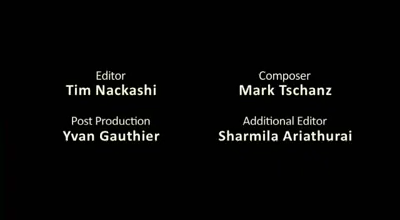 Editor
Tim Nackashi
Composer
Mark Tschanz
Post Production
Yvan Gauthier
Additional Editor
Sharmila Ariathurai